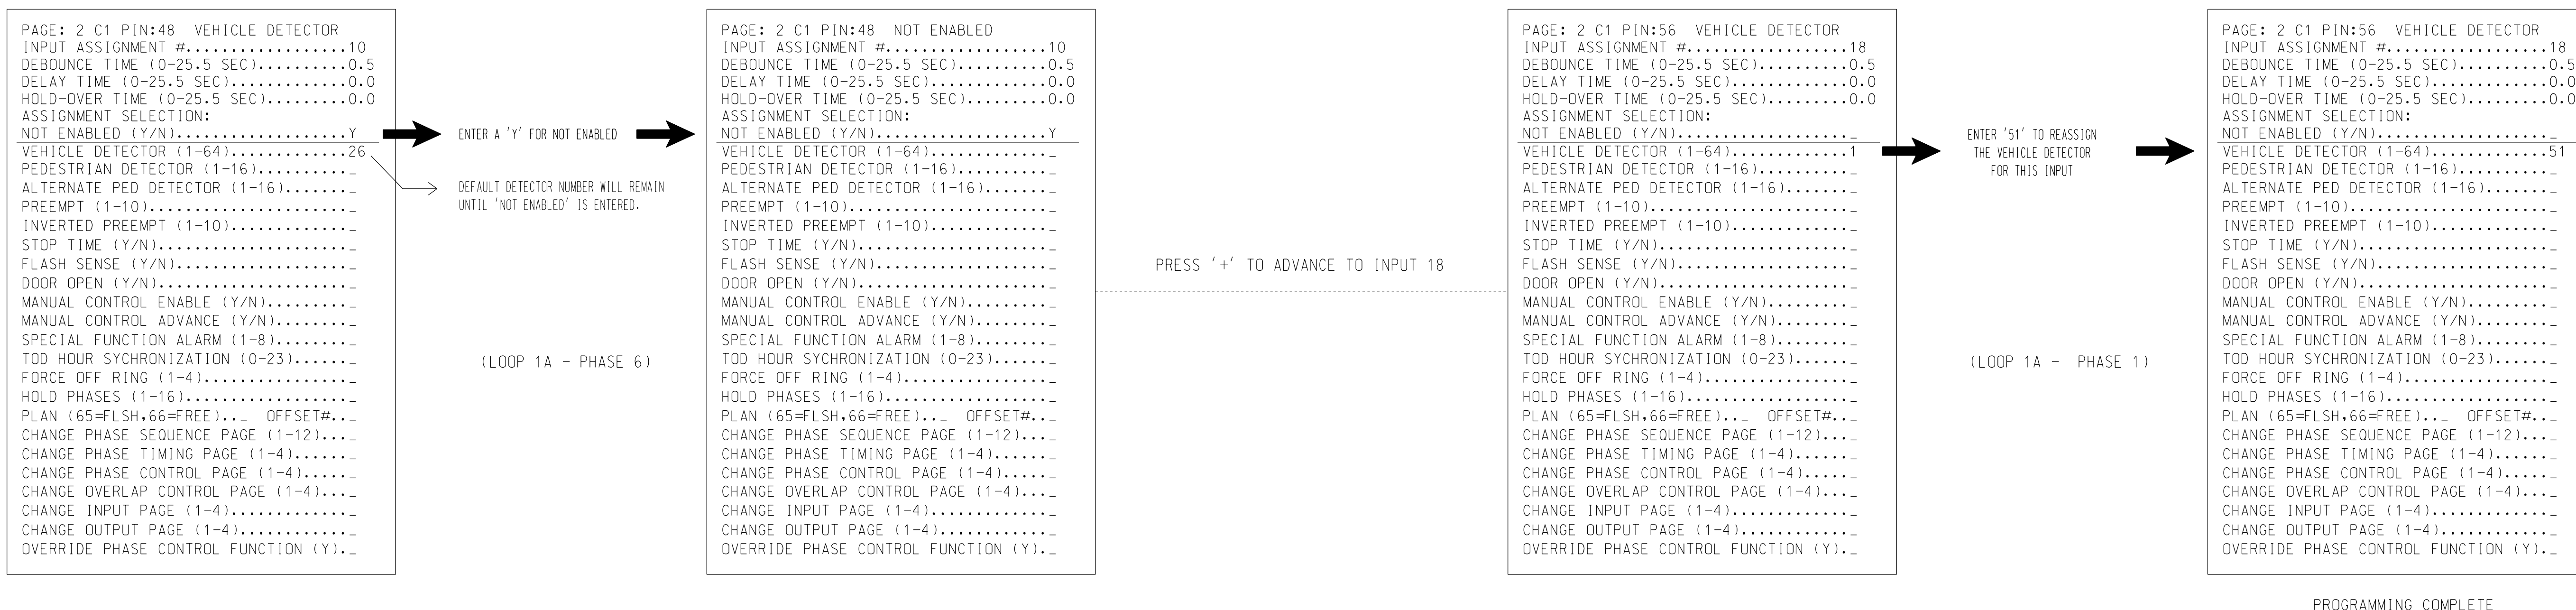 PAGE: 2 C1 PIN:48 VEHICLE DETECTOR
INPUT ASSIGNMENT #..................10
DEBOUNCE TIME (0-25.5 SEC)..........0.5
DELAY TIME (0-25.5 SEC).............0.0
HOLD-OVER TIME (0-25.5 SEC).........0.0
ASSIGNMENT SELECTION:
NOT ENABLED (Y/N)...................Y
VEHICLE DETECTOR (1-64).............26
PEDESTRIAN DETECTOR (1-16).........._
ALTERNATE PED DETECTOR (1-16)......._
PREEMPT (1-10)......................_
INVERTED PREEMPT (1-10)............._
STOP TIME (Y/N)....................._
FLASH SENSE (Y/N)..................._
DOOR OPEN (Y/N)....................._
MANUAL CONTROL ENABLE (Y/N)........._
MANUAL CONTROL ADVANCE (Y/N)........_
SPECIAL FUNCTION ALARM (1-8)........_
TOD HOUR SYCHRONIZATION (0-23)......_
FORCE OFF RING (1-4)................_
HOLD PHASES (1-16).................._
PLAN (65=FLSH,66=FREE).._ OFFSET#.._
CHANGE PHASE SEQUENCE PAGE (1-12)..._
CHANGE PHASE TIMING PAGE (1-4)......_
CHANGE PHASE CONTROL PAGE (1-4)....._
CHANGE OVERLAP CONTROL PAGE (1-4)..._
CHANGE INPUT PAGE (1-4)............._
CHANGE OUTPUT PAGE (1-4)............_
OVERRIDE PHASE CONTROL FUNCTION (Y)._
ENTER A 'Y' FOR NOT ENABLED
DEFAULT DETECTOR NUMBER WILL REMAIN
UNTIL 'NOT ENABLED' IS ENTERED.
(LOOP 1A - PHASE 6)
PAGE: 2 C1 PIN:48 NOT ENABLED
INPUT ASSIGNMENT #..................10
DEBOUNCE TIME (0-25.5 SEC)..........0.5
DELAY TIME (0-25.5 SEC).............0.0
HOLD-OVER TIME (0-25.5 SEC).........0.0
ASSIGNMENT SELECTION:
NOT ENABLED (Y/N)...................Y
VEHICLE DETECTOR (1-64)............._
PEDESTRIAN DETECTOR (1-16).........._
ALTERNATE PED DETECTOR (1-16)......._
PREEMPT (1-10)......................_
INVERTED PREEMPT (1-10)............._
STOP TIME (Y/N)....................._
FLASH SENSE (Y/N)..................._
DOOR OPEN (Y/N)....................._
MANUAL CONTROL ENABLE (Y/N)........._
MANUAL CONTROL ADVANCE (Y/N)........_
SPECIAL FUNCTION ALARM (1-8)........_
TOD HOUR SYCHRONIZATION (0-23)......_
FORCE OFF RING (1-4)................_
HOLD PHASES (1-16).................._
PLAN (65=FLSH,66=FREE).._ OFFSET#.._
CHANGE PHASE SEQUENCE PAGE (1-12)..._
CHANGE PHASE TIMING PAGE (1-4)......_
CHANGE PHASE CONTROL PAGE (1-4)....._
CHANGE OVERLAP CONTROL PAGE (1-4)..._
CHANGE INPUT PAGE (1-4)............._
CHANGE OUTPUT PAGE (1-4)............_
OVERRIDE PHASE CONTROL FUNCTION (Y)._
PRESS '+' TO ADVANCE TO INPUT 18
PAGE: 2 C1 PIN:56 VEHICLE DETECTOR
INPUT ASSIGNMENT #..................18
DEBOUNCE TIME (0-25.5 SEC)..........0.5
DELAY TIME (0-25.5 SEC).............0.0
HOLD-OVER TIME (0-25.5 SEC).........0.0
ASSIGNMENT SELECTION:
NOT ENABLED (Y/N)..................._
VEHICLE DETECTOR (1-64).............1
PEDESTRIAN DETECTOR (1-16).........._
ALTERNATE PED DETECTOR (1-16)......._
PREEMPT (1-10)......................_
INVERTED PREEMPT (1-10)............._
STOP TIME (Y/N)....................._
FLASH SENSE (Y/N)..................._
DOOR OPEN (Y/N)....................._
MANUAL CONTROL ENABLE (Y/N)........._
MANUAL CONTROL ADVANCE (Y/N)........_
SPECIAL FUNCTION ALARM (1-8)........_
TOD HOUR SYCHRONIZATION (0-23)......_
FORCE OFF RING (1-4)................_
HOLD PHASES (1-16).................._
PLAN (65=FLSH,66=FREE).._ OFFSET#.._
CHANGE PHASE SEQUENCE PAGE (1-12)..._
CHANGE PHASE TIMING PAGE (1-4)......_
CHANGE PHASE CONTROL PAGE (1-4)....._
CHANGE OVERLAP CONTROL PAGE (1-4)..._
CHANGE INPUT PAGE (1-4)............._
CHANGE OUTPUT PAGE (1-4)............_
OVERRIDE PHASE CONTROL FUNCTION (Y)._
ENTER '51' TO REASSIGN
THE VEHICLE DETECTOR
FOR THIS INPUT
(LOOP 1A - PHASE 1)
PAGE: 2 C1 PIN:56 VEHICLE DETECTOR
INPUT ASSIGNMENT #..................18
DEBOUNCE TIME (0-25.5 SEC)..........0.5
DELAY TIME (0-25.5 SEC).............0.0
HOLD-OVER TIME (0-25.5 SEC).........0.0
ASSIGNMENT SELECTION:
NOT ENABLED (Y/N)..................._
VEHICLE DETECTOR (1-64).............51
PEDESTRIAN DETECTOR (1-16).........._
ALTERNATE PED DETECTOR (1-16)......._
PREEMPT (1-10)......................_
INVERTED PREEMPT (1-10)............._
STOP TIME (Y/N)....................._
FLASH SENSE (Y/N)..................._
DOOR OPEN (Y/N)....................._
MANUAL CONTROL ENABLE (Y/N)........._
MANUAL CONTROL ADVANCE (Y/N)........_
SPECIAL FUNCTION ALARM (1-8)........_
TOD HOUR SYCHRONIZATION (0-23)......_
FORCE OFF RING (1-4)................_
HOLD PHASES (1-16).................._
PLAN (65=FLSH,66=FREE).._ OFFSET#.._
CHANGE PHASE SEQUENCE PAGE (1-12)..._
CHANGE PHASE TIMING PAGE (1-4)......_
CHANGE PHASE CONTROL PAGE (1-4)....._
CHANGE OVERLAP CONTROL PAGE (1-4)..._
CHANGE INPUT PAGE (1-4)............._
CHANGE OUTPUT PAGE (1-4)............_
OVERRIDE PHASE CONTROL FUNCTION (Y)._
PROGRAMMING COMPLETE